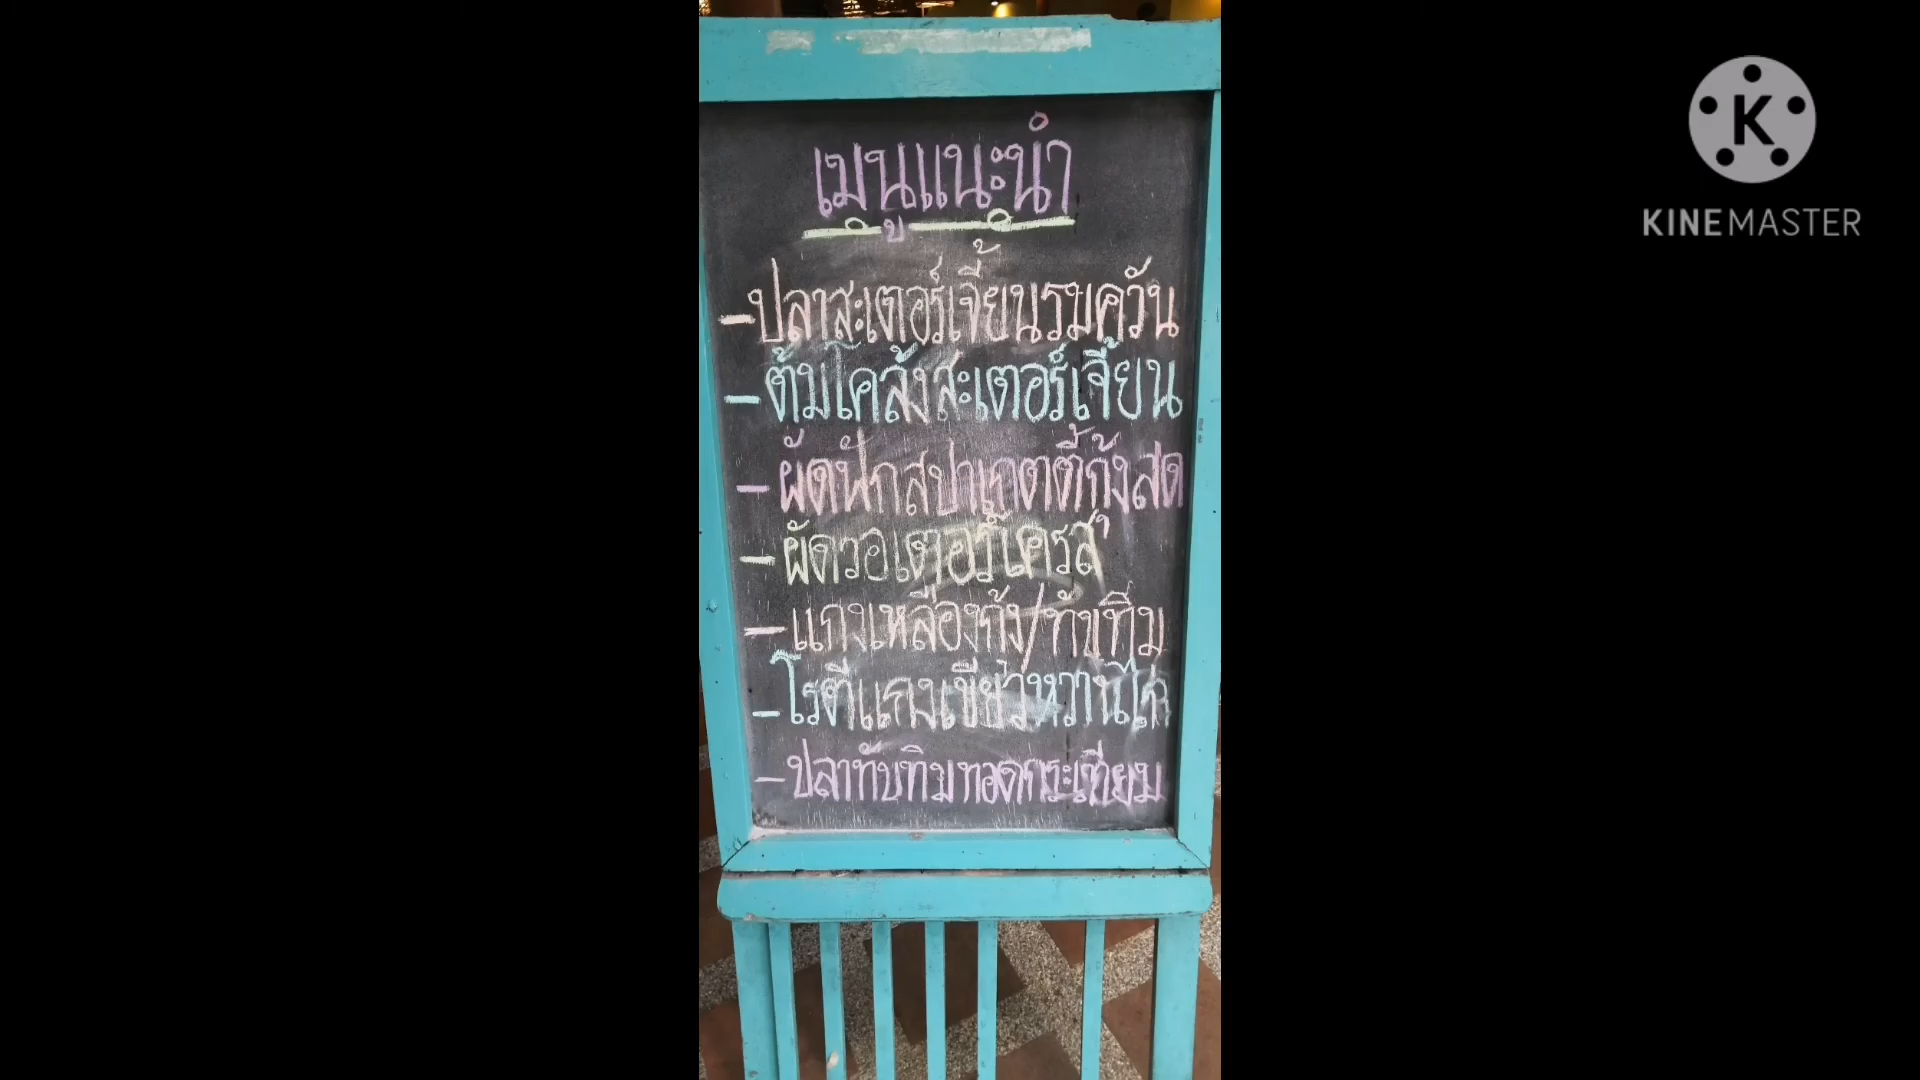 เมนูแนะนำ
-ปลาสะเตอร์เจี้ยนรมควัน
-ต้มโคล้งสะเตอร์เจี้ยน
-ผัดฟักสปาเกตตี้กุ้งสด
-ผัดวอเตอร์เครส
-แกงเหลืองกุ้ง/ทับทิม
-โรตีแกงเขียวหวานไก่
-ปลาทับทิมทอดกระเทียม
K
KINEMASTER